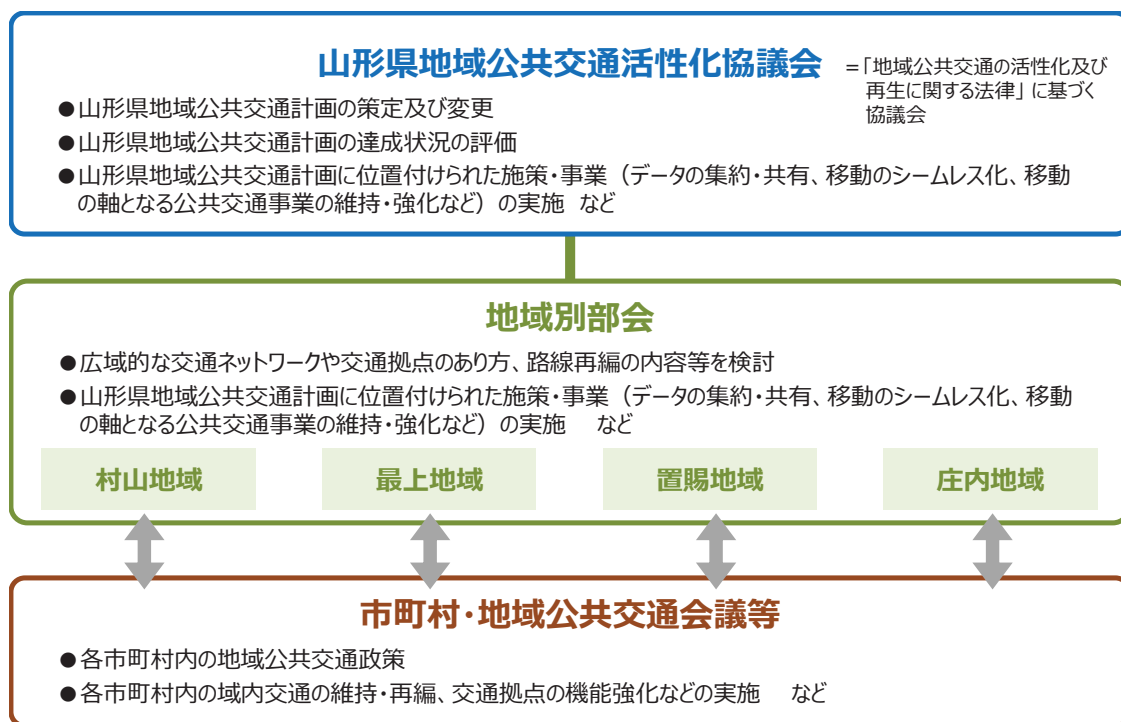 山形県地域公共交通活性化協議会
=「地域公共交通の活性化及び
再生に関する法律」に基づく
協議会
●山形県地域公共交通計画の策定及び変更
●山形県地域公共交通計画の達成状況の評価
●山形県地域公共交通計画に位置付けられた施策・事業(データの集約・共有、移動のシームレス化、移動
の軸となる公共交通事業の維持・強化など)の実施 など
地域別部会
●広域的な交通ネットワークや交通拠点のあり方、路線再編の内容等を検討
●山形県地域公共交通計画に位置付けられた施策・事業(データの集約・共有、移動のシームレス化、移動
の軸となる公共交通事業の維持・強化など)の実施 など
村山地域 最上地域 置賜地域 庄内地域
市町村・地域公共交通会議等
●各市町村内の地域公共交通政策
●各市町村内の域内交通の維持・再編、交通拠点の機能強化などの実施 など